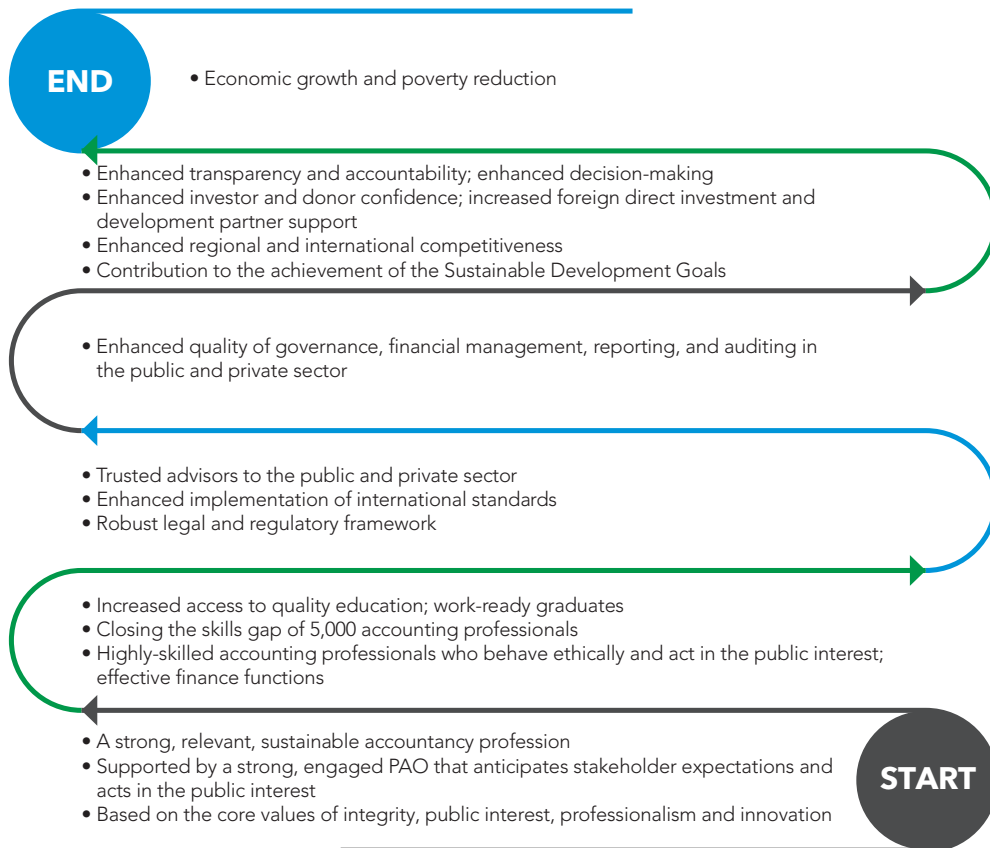 END
• Economic growth and poverty reduction
• Enhanced transparency and accountability; enhanced decision-making
• Enhanced investor and donor confidence; increased foreign direct investment and
development partner support
• Enhanced regional and international competitiveness
• Contribution to the achievement of the Sustainable Development Goals
• Enhanced quality of governance, financial management, reporting, and auditing in
the public and private sector
• Trusted advisors to the public and private sector
• Enhanced implementation of international standards
• Robust legal and regulatory framework
• Increased access to quality education; work-ready graduates
• Closing the skills gap of 5,000 accounting professionals
• Highly-skilled accounting professionals who behave ethically and act in the public interest;
effective finance functions
• A strong, relevant, sustainable accountancy profession
• Supported by a strong, engaged PAO that anticipates stakeholder expectations and
acts in the public interest
• Based on the core values of integrity, public interest, professionalism and innovation
START